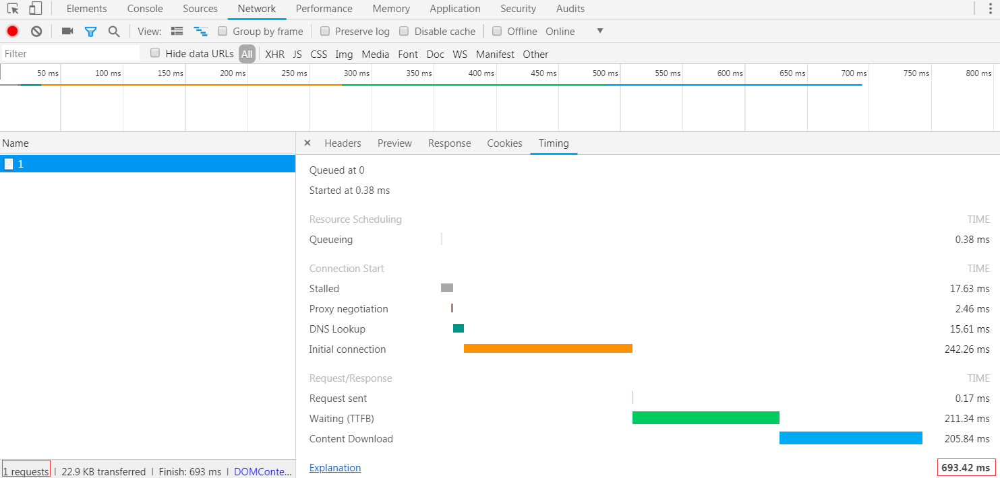 Elements Console Sources Network Performance Memory Application Security Audits
View: Group by frame Preserve log Disable cache Offline Online
Filter Hide data URLs All XHR JS CSS Img Media Font Doc WS Manifest Other
50 ms 100 ms 150 ms 200 ms 250 ms 300 ms 350 ms 400 ms 450 ms 500 ms 550 ms 600 ms 650 ms 700 ms 750 ms 800 ms
Name
1
× Headers Preview Response Cookies Timing
Queued at 0
Started at 0.38 ms
Resource Scheduling TIME
Queueing 0.38 ms
Connection Start TIME
Stalled 17.63 ms
Proxy negotiation 2.46 ms
DNS Lookup 15.61 ms
Initial connection 242.26 ms
Request/Response TIME
Request sent 0.17 ms
Waiting (TTFB) 211.34 ms
Content Download 205.84 ms
Explanation 693.42 ms
1 requests | 22.9 KB transferred | Finish: 693 ms | DOMConte...